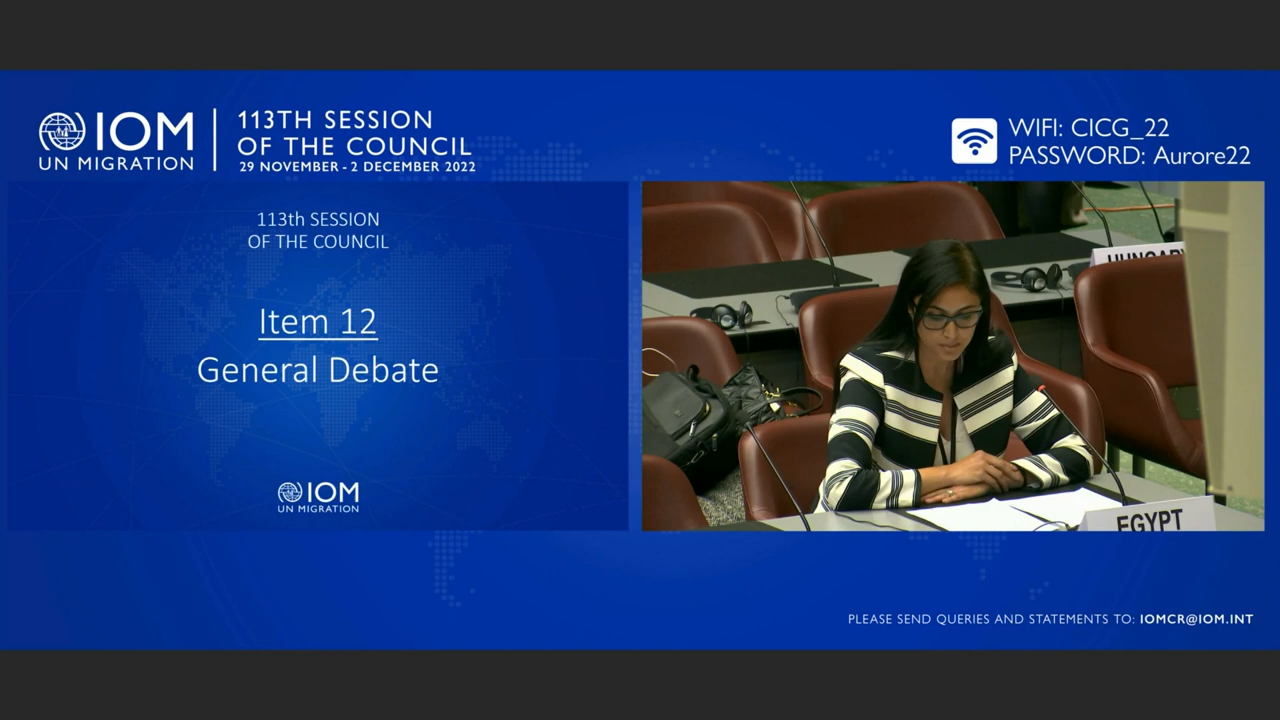 IOM
UN MIGRATION
113TH SESSION
OF THE COUNCIL
29 NOVEMBER - 2 DECEMBER 2022
WIFI: CICG_22
PASSWORD: Aurore22
113th SESSION
OF THE COUNCIL
Item 12
General Debate
IOM
UN MIGRATION
HUNGARY
EGYPT
PLEASE SEND QUERIES AND STATEMENTS TO: IOMCR@IOM.INT